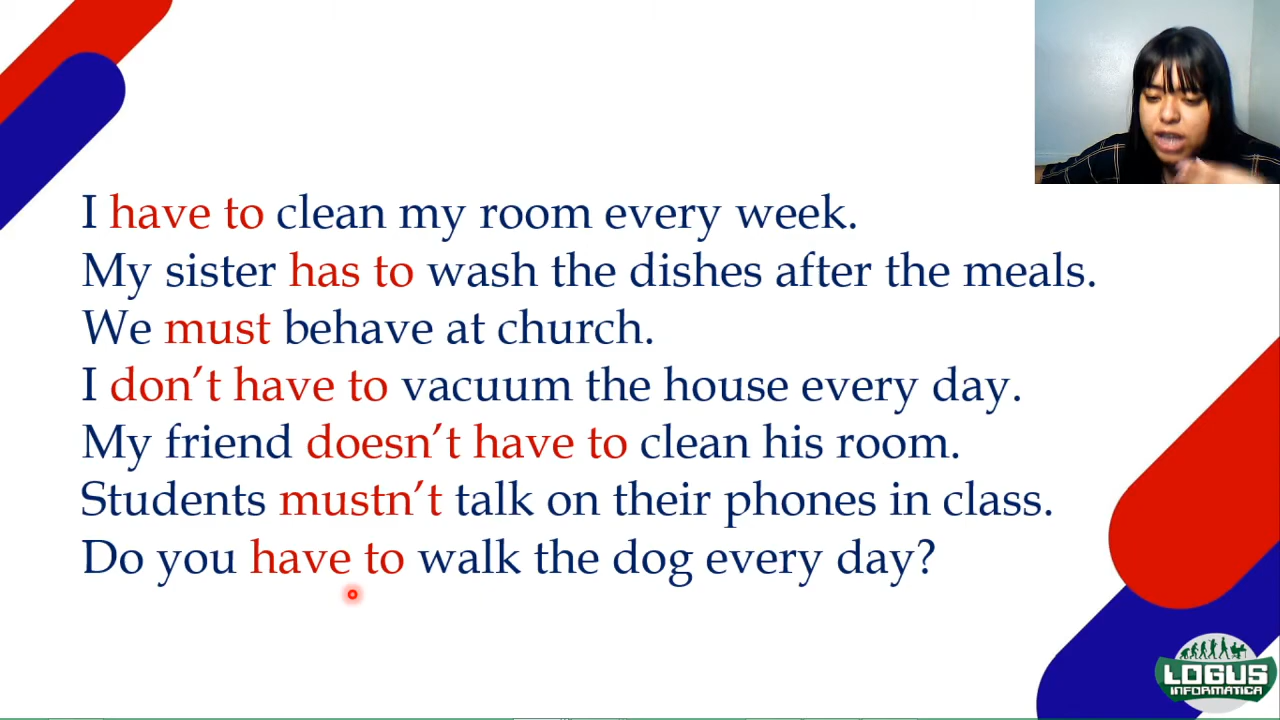 I have to clean my room every week.
My sister has to wash the dishes after the meals.
We must behave at church.
I don’t have to vacuum the house every day.
My friend doesn’t have to clean his room.
Students mustn’t talk on their phones in class.
Do you have to walk the dog every day?
LOGUS
INFORMATICA